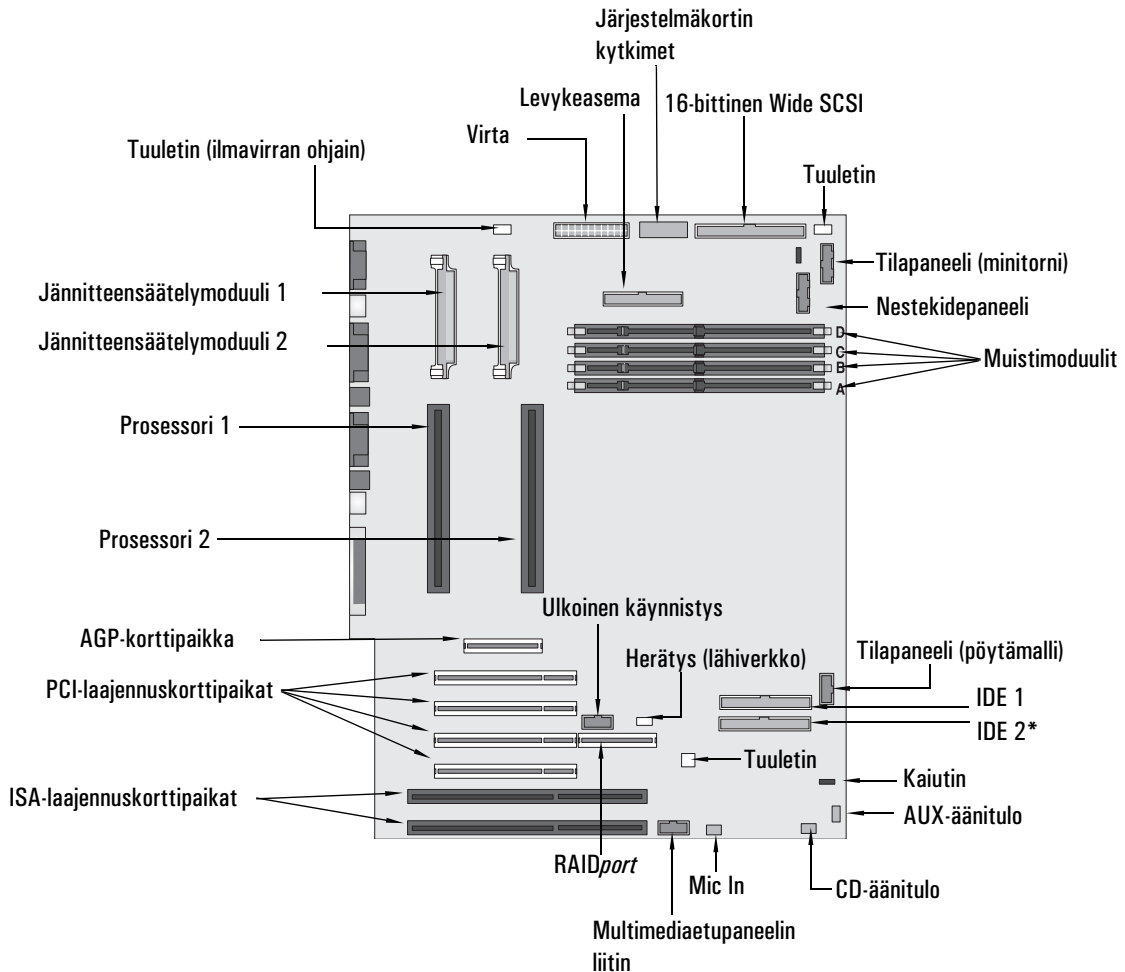 Järjestelmäkortin
kytkimet
Levykeasema
16-bittinen Wide SCSI
Virta
Tuuletin (ilmavirran ohjain)
Tuuletin
Tilapaneeli (minitorni)
Jännitteensäätelymoduuli 1
Nestekidepaneeli
D
Jännitteensäätelymoduuli 2
C
Muistimoduulit
B
A
Prosessori 1
Prosessori 2
Ulkoinen käynnistys
AGP-korttipaikka
Herätys (lähiverkko)
Tilapaneeli (pöytämalli)
PCI-laajennuskorttipaikat
IDE 1
IDE 2*
Tuuletin
Kaiutin
ISA-laajennuskorttipaikat
AUX-äänitulo
RAIDport
Mic In
CD-äänitulo
Multimediaetupaneelin
liitin